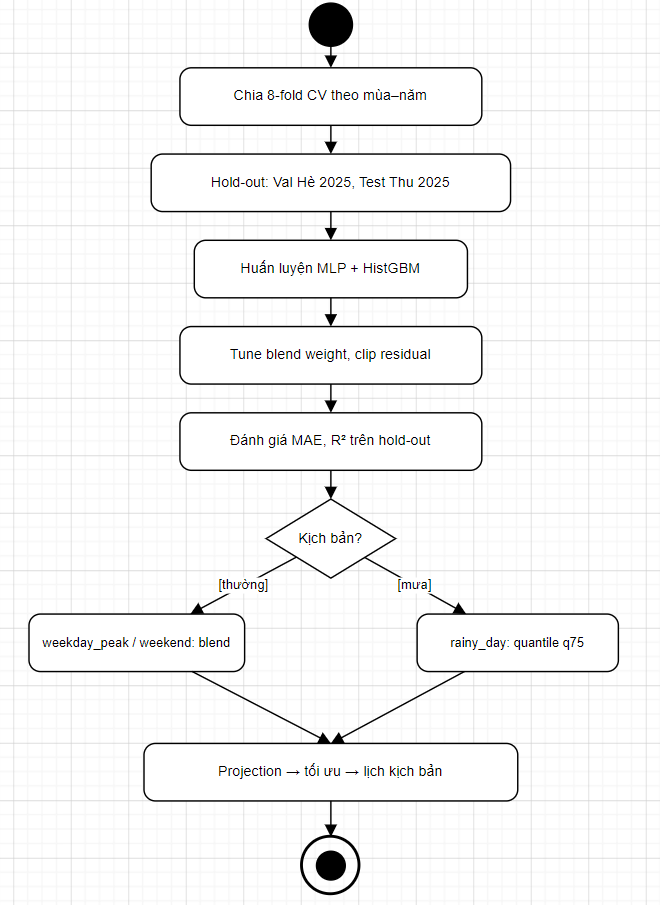 Chia 8-fold CV theo mùa–năm
Hold-out: Val Hè 2025, Test Thu 2025
Huấn luyện MLP + HistGBM
Tune blend weight, clip residual
Đánh giá MAE, R² trên hold-out
Kịch bản?
[thường]
[mưa]
weekday_peak / weekend: blend
rainy_day: quantile q75
Projection → tối ưu → lịch kịch bản